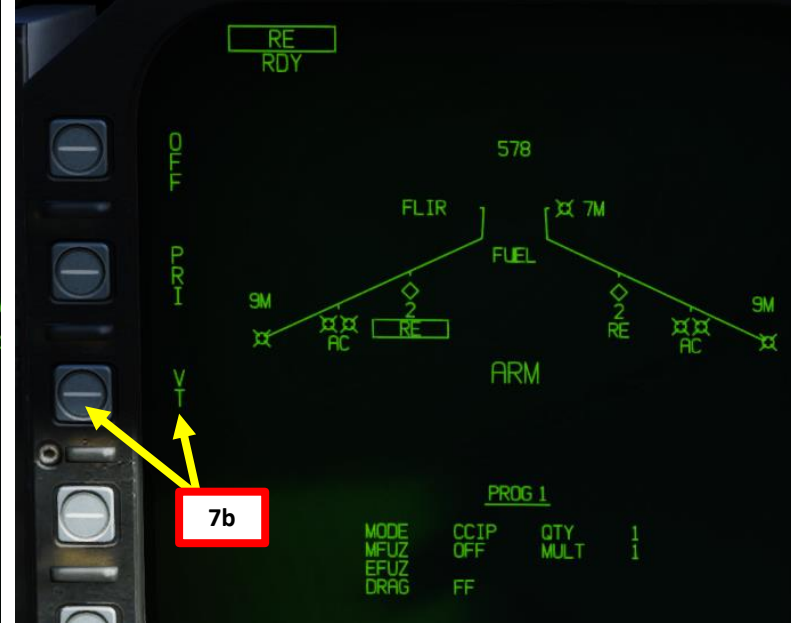 RE
RDY
OFF
578
FLIR
7M
PRI
FUEL
9M
9M
2
2
RE
RE
AC
AC
VT
ARM
7b
PROG 1
MODE CCIP QTY 1
MFUZ OFF MULT 1
EFUZ
DRAG FF